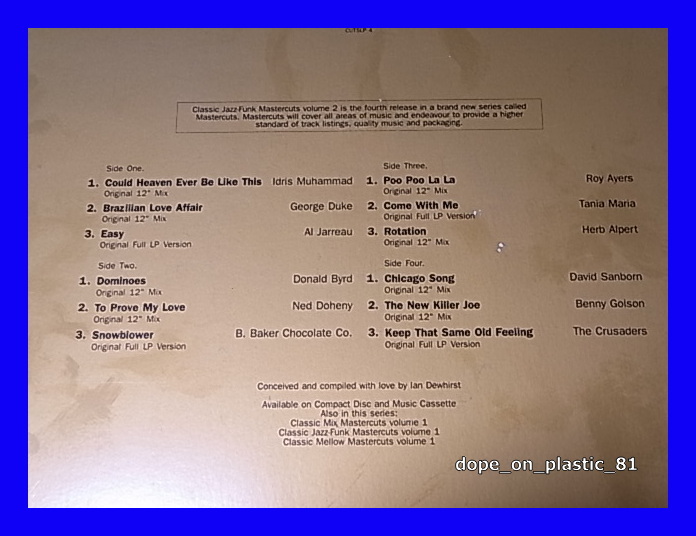 CUTSLP 4
Classic Jazz-Funk Mastercuts volume 2 is the fourth release in a brand new series called
Mastercuts. Mastercuts will cover all areas of music and endeavour to provide a higher
standard of track listings, quality music and packaging.
Side One.
1. Could Heaven Ever Be Like This Idris Muhammad
Original 12" Mix
2. Brazilian Love Affair George Duke
Original 12" Mix
3. Easy Al Jarreau
Original Full LP Version
Side Two.
1. Dominoes Donald Byrd
Original 12" Mix
2. To Prove My Love Ned Doheny
Original 12" Mix
3. Snowblower B. Baker Chocolate Co.
Original Full LP Version
Side Three.
1. Poo Poo La La Roy Ayers
Original 12" Mix
2. Come With Me Tania Maria
Original Full LP Version
3. Rotation Herb Alpert
Original 12" Mix
Side Four.
1. Chicago Song David Sanborn
Original 12" Mix
2. The New Killer Joe Benny Golson
Original 12" Mix
3. Keep That Same Old Feeling The Crusaders
Original Full LP Version
Conceived and compiled with love by Ian Dewhirst
Available on Compact Disc and Music Cassette
Also in this series:
Classic Mix Mastercuts volume 1
Classic Jazz-Funk Mastercuts volume 1
Classic Mellow Mastercuts volume 1
dope_on_plastic_81